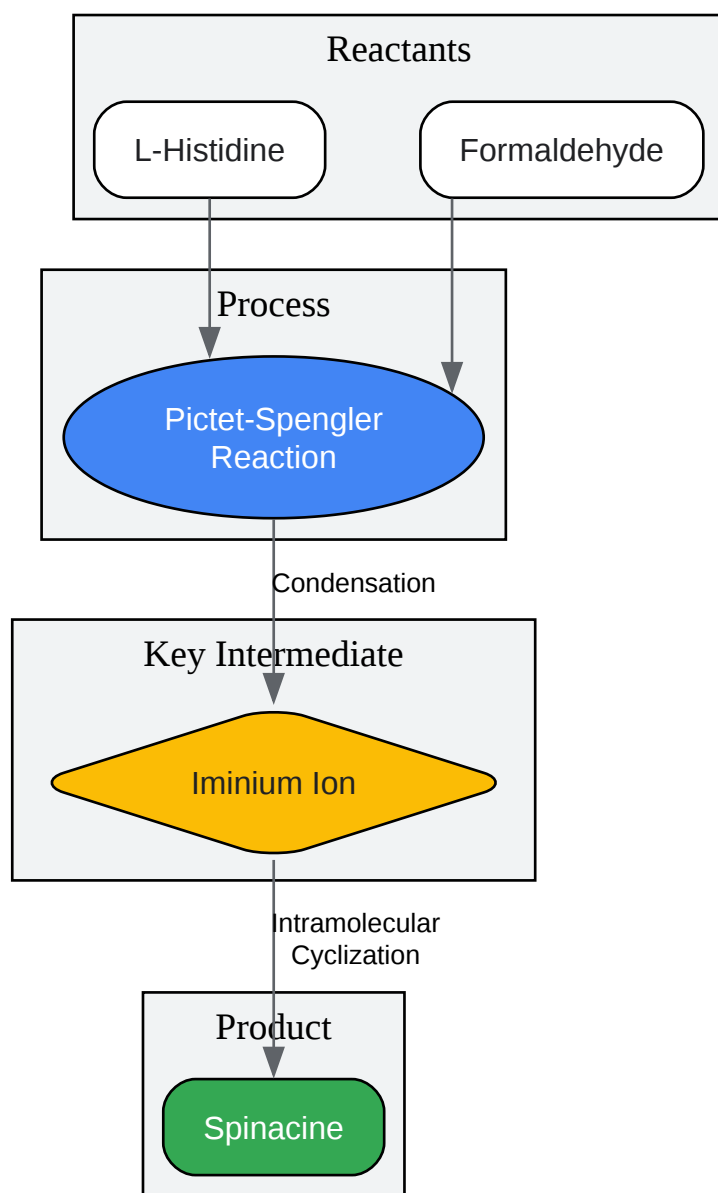 Reactants
L-Histidine
Formaldehyde
Process
Pictet-Spengler
Reaction
Condensation
Key Intermediate
Iminium Ion
Intramolecular
Cyclization
Product
Spinacine